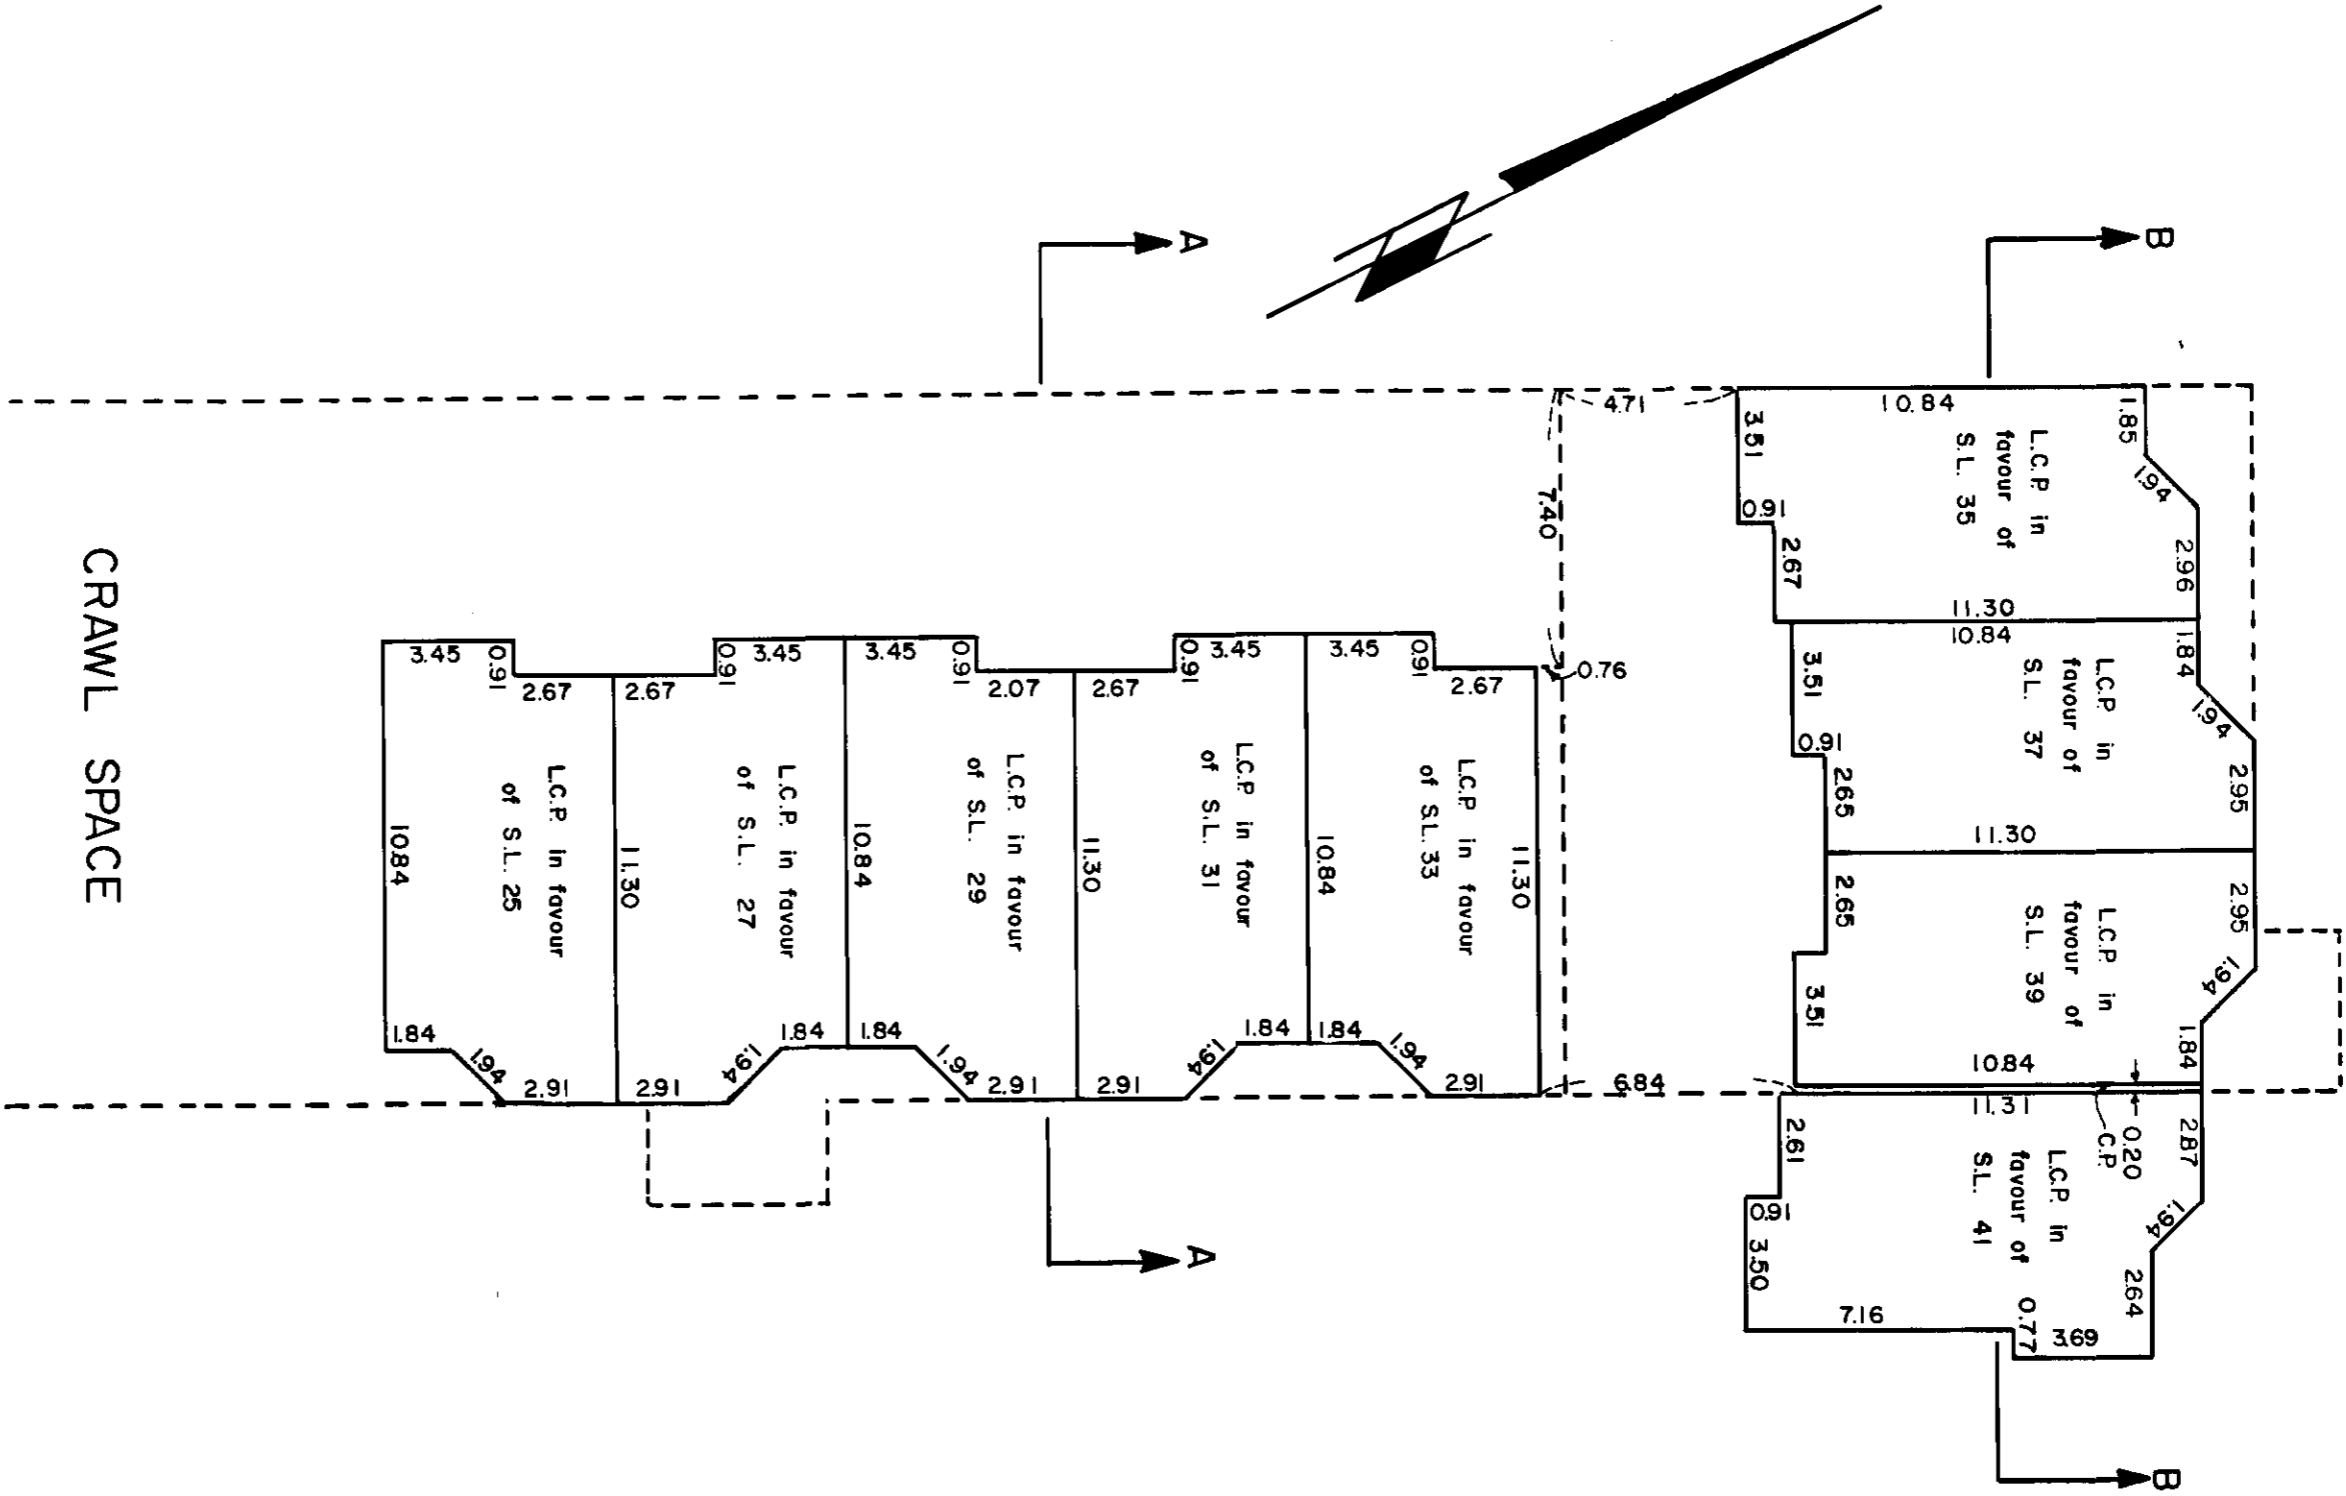 A
B
4.71
10.84
1.85
1.94
3.51
L.C.P. in
favour of
S.L. 35
0.91
2.67
2.96
11.30
7.40
0.76
10.84
1.84
1.94
3.51
L.C.P. in
favour of
S.L. 37
0.91
2.65
2.95
11.30
2.65
2.95
L.C.P. in
favour of
S.L. 39
1.94
3.51
1.84
10.84
6.84
11.31
0.20
C.P.
2.87
2.61
L.C.P. in
favour of
S.L. 41
1.94
0.91
3.50
2.64
7.16
0.77
3.69
CRAWL SPACE
3.45
0.91
2.67
2.67
0.91
3.45
3.45
0.91
2.07
2.67
0.91
3.45
3.45
0.91
2.67
10.84
L.C.P. in favour
of S.L. 25
11.30
L.C.P. in favour
of S.L. 27
10.84
L.C.P. in favour
of S.L. 29
11.30
L.C.P. in favour
of S.L. 31
10.84
L.C.P. in favour
of S.L. 33
11.30
1.84
1.94
2.91
2.91
1.94
1.84
1.84
1.94
2.91
2.91
1.94
1.84
1.84
1.94
2.91
A
B